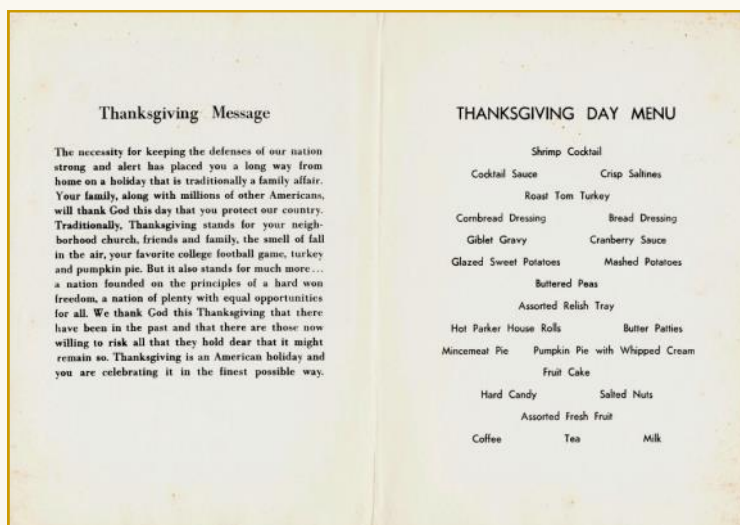 Thanksgiving Message
The necessity for keeping the defenses of our nation
strong and alert has placed you a long way from
home on a holiday that is traditionally a family affair.
Your family, along with millions of other Americans,
will thank God this day that you protect our country.
Traditionally, Thanksgiving stands for your neigh-
borhood church, friends and family, the smell of fall
in the air, your favorite college football game, turkey
and pumpkin pie. But it also stands for much more...
a nation founded on the principles of a hard won
freedom, a nation of plenty with equal opportunities
for all. We thank God this Thanksgiving that there
have been in the past and that there are those now
willing to risk all that they hold dear that it might
remain so. Thanksgiving is an American holiday and
you are celebrating it in the finest possible way.
THANKSGIVING DAY MENU
Shrimp Cocktail
Cocktail Sauce Crisp Saltines
Roast Tom Turkey
Cornbread Dressing Bread Dressing
Giblet Gravy Cranberry Sauce
Glazed Sweet Potatoes Mashed Potatoes
Buttered Peas
Assorted Relish Tray
Hot Parker House Rolls Butter Patties
Mincemeat Pie Pumpkin Pie with Whipped Cream
Fruit Cake
Hard Candy Salted Nuts
Assorted Fresh Fruit
Coffee Tea Milk